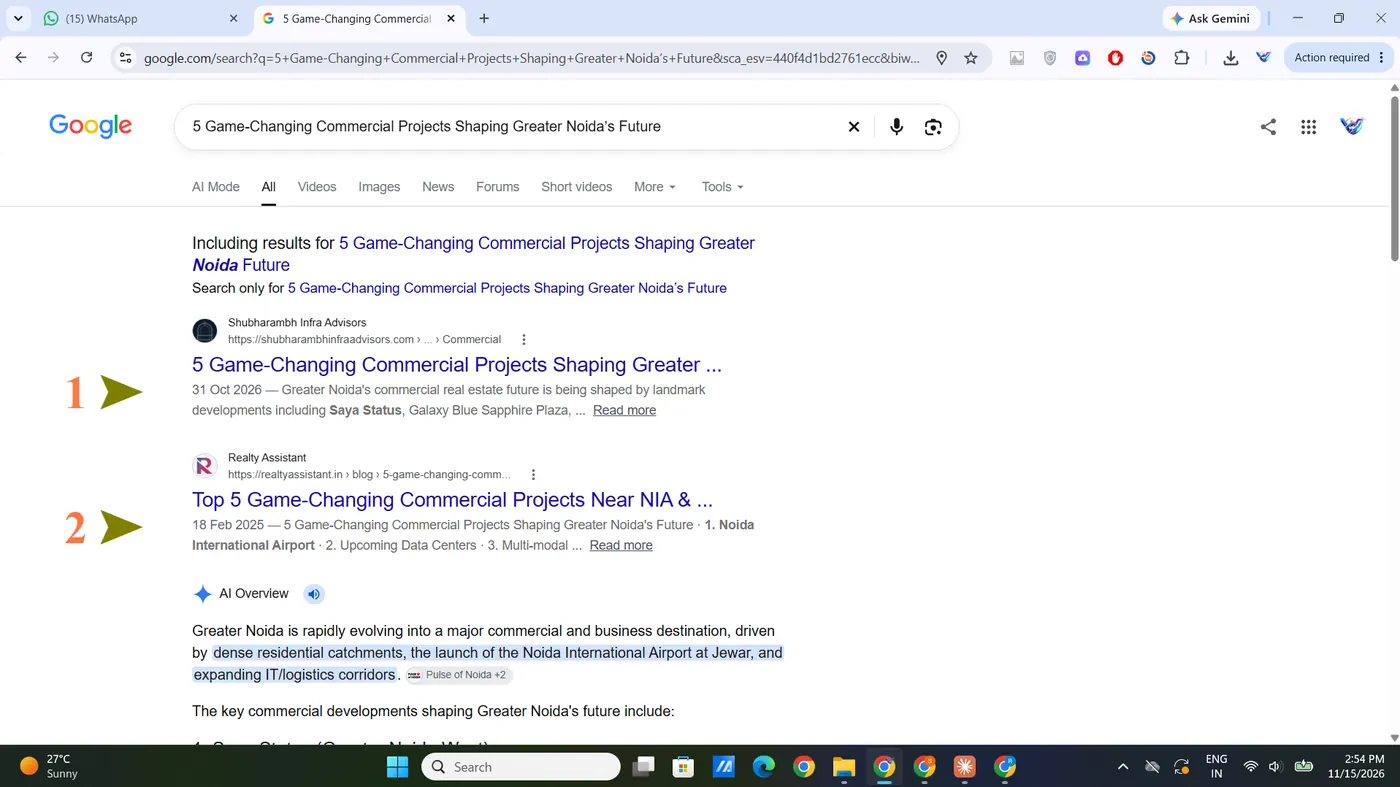 (15) WhatsApp
5 Game-Changing Commercial
Ask Gemini
google.com/search?q=5+Game-Changing+Commercial+Projects+Shaping+Greater+Noida's+Future&sca_esv=440f4d1bd2761ecc&biw...
Action required
Google
5 Game-Changing Commercial Projects Shaping Greater Noida's Future
AI Mode All Videos Images News Forums Short videos More Tools
Including results for 5 Game-Changing Commercial Projects Shaping Greater
Noida Future
Search only for 5 Game-Changing Commercial Projects Shaping Greater Noida's Future
Shubharambh Infra Advisors
https://shubharambhinfraadvisors.com › ... › Commercial
5 Game-Changing Commercial Projects Shaping Greater ...
1
31 Oct 2026 — Greater Noida's commercial real estate future is being shaped by landmark
developments including Saya Status, Galaxy Blue Sapphire Plaza, ... Read more
Realty Assistant
https://realtyassistant.in › blog › 5-game-changing-comm...
Top 5 Game-Changing Commercial Projects Near NIA & ...
2
18 Feb 2025 — 5 Game-Changing Commercial Projects Shaping Greater Noida's Future · 1. Noida
International Airport · 2. Upcoming Data Centers · 3. Multi-modal ... Read more
AI Overview
Greater Noida is rapidly evolving into a major commercial and business destination, driven
by dense residential catchments, the launch of the Noida International Airport at Jewar, and
expanding IT/logistics corridors. Pulse of Noida +2
The key commercial developments shaping Greater Noida's future include:
27°C
Sunny
Search
ENG
IN
2:54 PM
11/15/2026